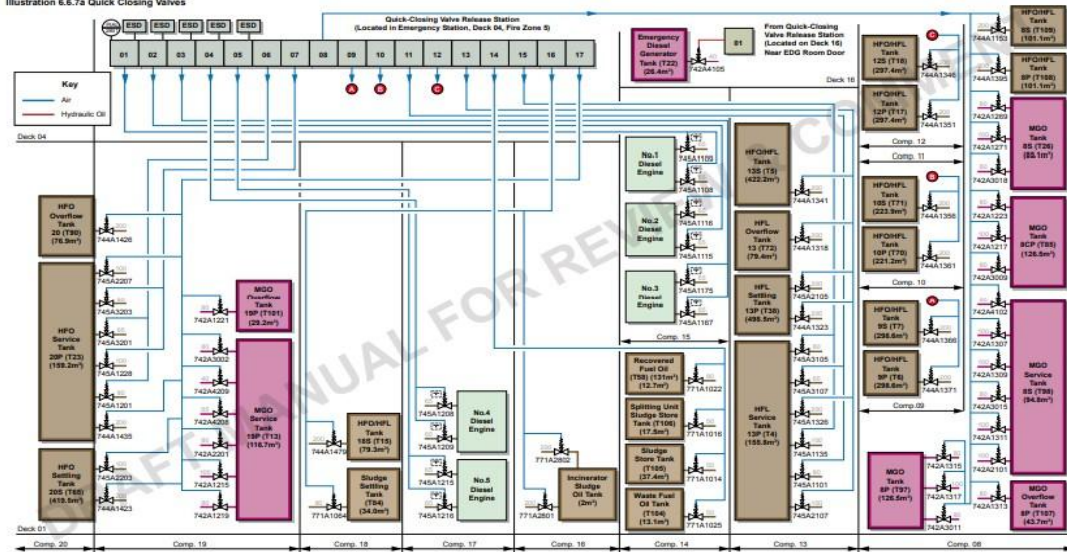 Illustration 6.6.7a Quick Closing Valves
ESD ESD ESD ESD ESD
Quick-Closing Valve Release Station
(Located in Emergency Station, Deck 04, Fire Zone 5)
01 02 03 04 05 06 07 08 09 10 11 12 13 14 15 16 17
A B C
Key
Air
Hydraulic Oil
Deck 04
Emergency
Diesel
Generator
Tank (T22)
(26.4m³)
742A4105
01
From Quick-Closing
Valve Release Station
(Located on Deck 16)
Near EDG Room Door
Deck 16
HFO
Overflow
Tank
20 (T90)
(76.9m³)
744A1426
745A2207
HFO
Service
Tank
20P (T23)
(159.2m³)
745A3203
745A3201
745A1228
745A1201
744A1435
HFO
Settling
Tank
20S (T68)
745A2203
744A1423
MGO
Overflow
Tank
19P (T101)
(29.2m³)
742A1221
MGO
Service
Tank
19P (T13)
(116.7m³)
742A3002
742A4209
742A4208
742A2201
742A1215
742A1219
HFO/HFL
Tank
18S (T15)
(79.3m³)
744A1479
Sludge
Settling
Tank
(T84)
(34.0m³)
771A1064
No.4
Diesel
Engine
745A1208
745A1209
No.5
Diesel
Engine
745A1215
745A1216
771A2802
Incinerator
Sludge
Oil Tank
(2m³)
771A2801
No.1
Diesel
Engine
745A1109
745A1108
No.2
Diesel
Engine
745A1116
745A1115
No.3
Diesel
Engine
745A1175
745A1167
Comp. 15
Recovered
Fuel Oil
(T58) (131m³)
(12.7m³)
771A1022
Splitting Unit
Sludge Store
Tank (T106)
(17.5m³)
771A1016
Sludge
Store Tank
(T105)
(37.4m³)
771A1014
Waste Fuel
Oil Tank
(T104)
(13.1m³)
771A1025
HFO/HFL
Tank
13S (T5)
(422.2m³)
744A1341
HFL
Overflow
Tank
13 (T72)
(79.4m³)
744A1318
HFL
Settling
Tank
13P (T38)
745A2105
744A1323
HFL
Service
Tank
13P (T4)
(155.8m³)
745A3105
745A3107
745A1326
745A1135
745A1101
745A2107
HFO/HFL
Tank
12S (T18)
(297.4m³)
C
744A1346
HFO/HFL
Tank
12P (T17)
(297.4m³)
744A1351
Comp. 12
Comp. 11
HFO/HFL
Tank
10S (T71)
(223.9m³)
B
744A1356
HFO/HFL
Tank
10P (T70)
(221.2m³)
744A1361
Comp. 10
HFO/HFL
Tank
9S (T7)
(298.6m³)
A
744A1366
HFO/HFL
Tank
9P (T6)
(298.6m³)
744A1371
Comp.09
MGO
Tank
8P (T97)
(126.5m³)
742A1315
742A1317
742A3011
HFO/HFL
Tank
8S (T109)
(101.1m³)
744A1153
HFO/HFL
Tank
8P (T108)
(101.1m³)
744A1395
MGO
Tank
8S (T26)
742A1269
742A1271
742A3018
MGO
Tank
8CP (T85)
(126.5m³)
742A1223
742A1217
742A3009
MGO
Service
Tank
8S (T98)
(94.8m³)
742A4102
742A1307
742A1309
742A3015
742A1311
742A2101
MGO
Overflow
Tank
8P (T107)
(43.7m³)
742A1313
Deck 01
Comp. 20 Comp. 19 Comp. 18 Comp. 17 Comp. 16 Comp. 14 Comp. 13 Comp. 08
DRAFT MANUAL FOR REVIEW & COMMENT